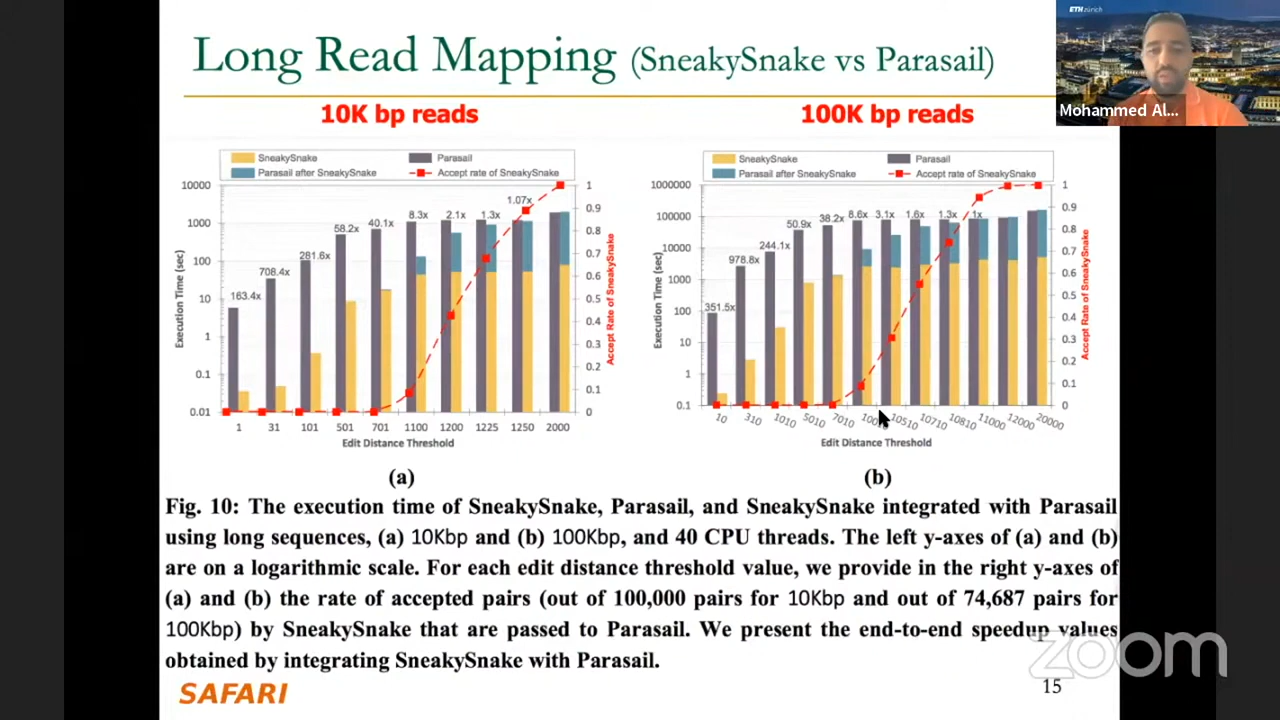 Long Read Mapping (SneakySnake vs Parasail)
ETH zürich
Mohammed Al...
10K bp reads
100K bp reads
SneakySnake
Parasail
Parasail after SneakySnake
Accept rate of SneakySnake
10000
1000
100
10
1
0.1
0.01
Execution Time (sec)
163.4x
708.4x
281.6x
58.2x
40.1x
8.3x
2.1x
1.3x
1.07x
1
0.9
0.8
0.7
0.6
0.5
0.4
0.3
0.2
0.1
0
Accept Rate of SneakySnake
1 31 101 501 701 1100 1200 1225 1250 2000
Edit Distance Threshold
(a)
SneakySnake
Parasail
Parasail after SneakySnake
Accept rate of SneakySnake
1000000
100000
10000
1000
100
10
1
0.1
Execution Time (sec)
351.5x
978.8x
244.1x
50.9x
38.2x
8.6x
3.1x
1.6x
1.3x
1x
1
0.9
0.8
0.7
0.6
0.5
0.4
0.3
0.2
0.1
0
Accept Rate of SneakySnake
10 310 1010 5010 7010 10510 10710 10810 11000 12000 20000
Edit Distance Threshold
(b)
Fig. 10: The execution time of SneakySnake, Parasail, and SneakySnake integrated with Parasail
using long sequences, (a) 10Kbp and (b) 100Kbp, and 40 CPU threads. The left y-axes of (a) and (b)
are on a logarithmic scale. For each edit distance threshold value, we provide in the right y-axes of
(a) and (b) the rate of accepted pairs (out of 100,000 pairs for 10Kbp and out of 74,687 pairs for
100Kbp) by SneakySnake that are passed to Parasail. We present the end-to-end speedup values
obtained by integrating SneakySnake with Parasail.
zoom
SAFARI
15